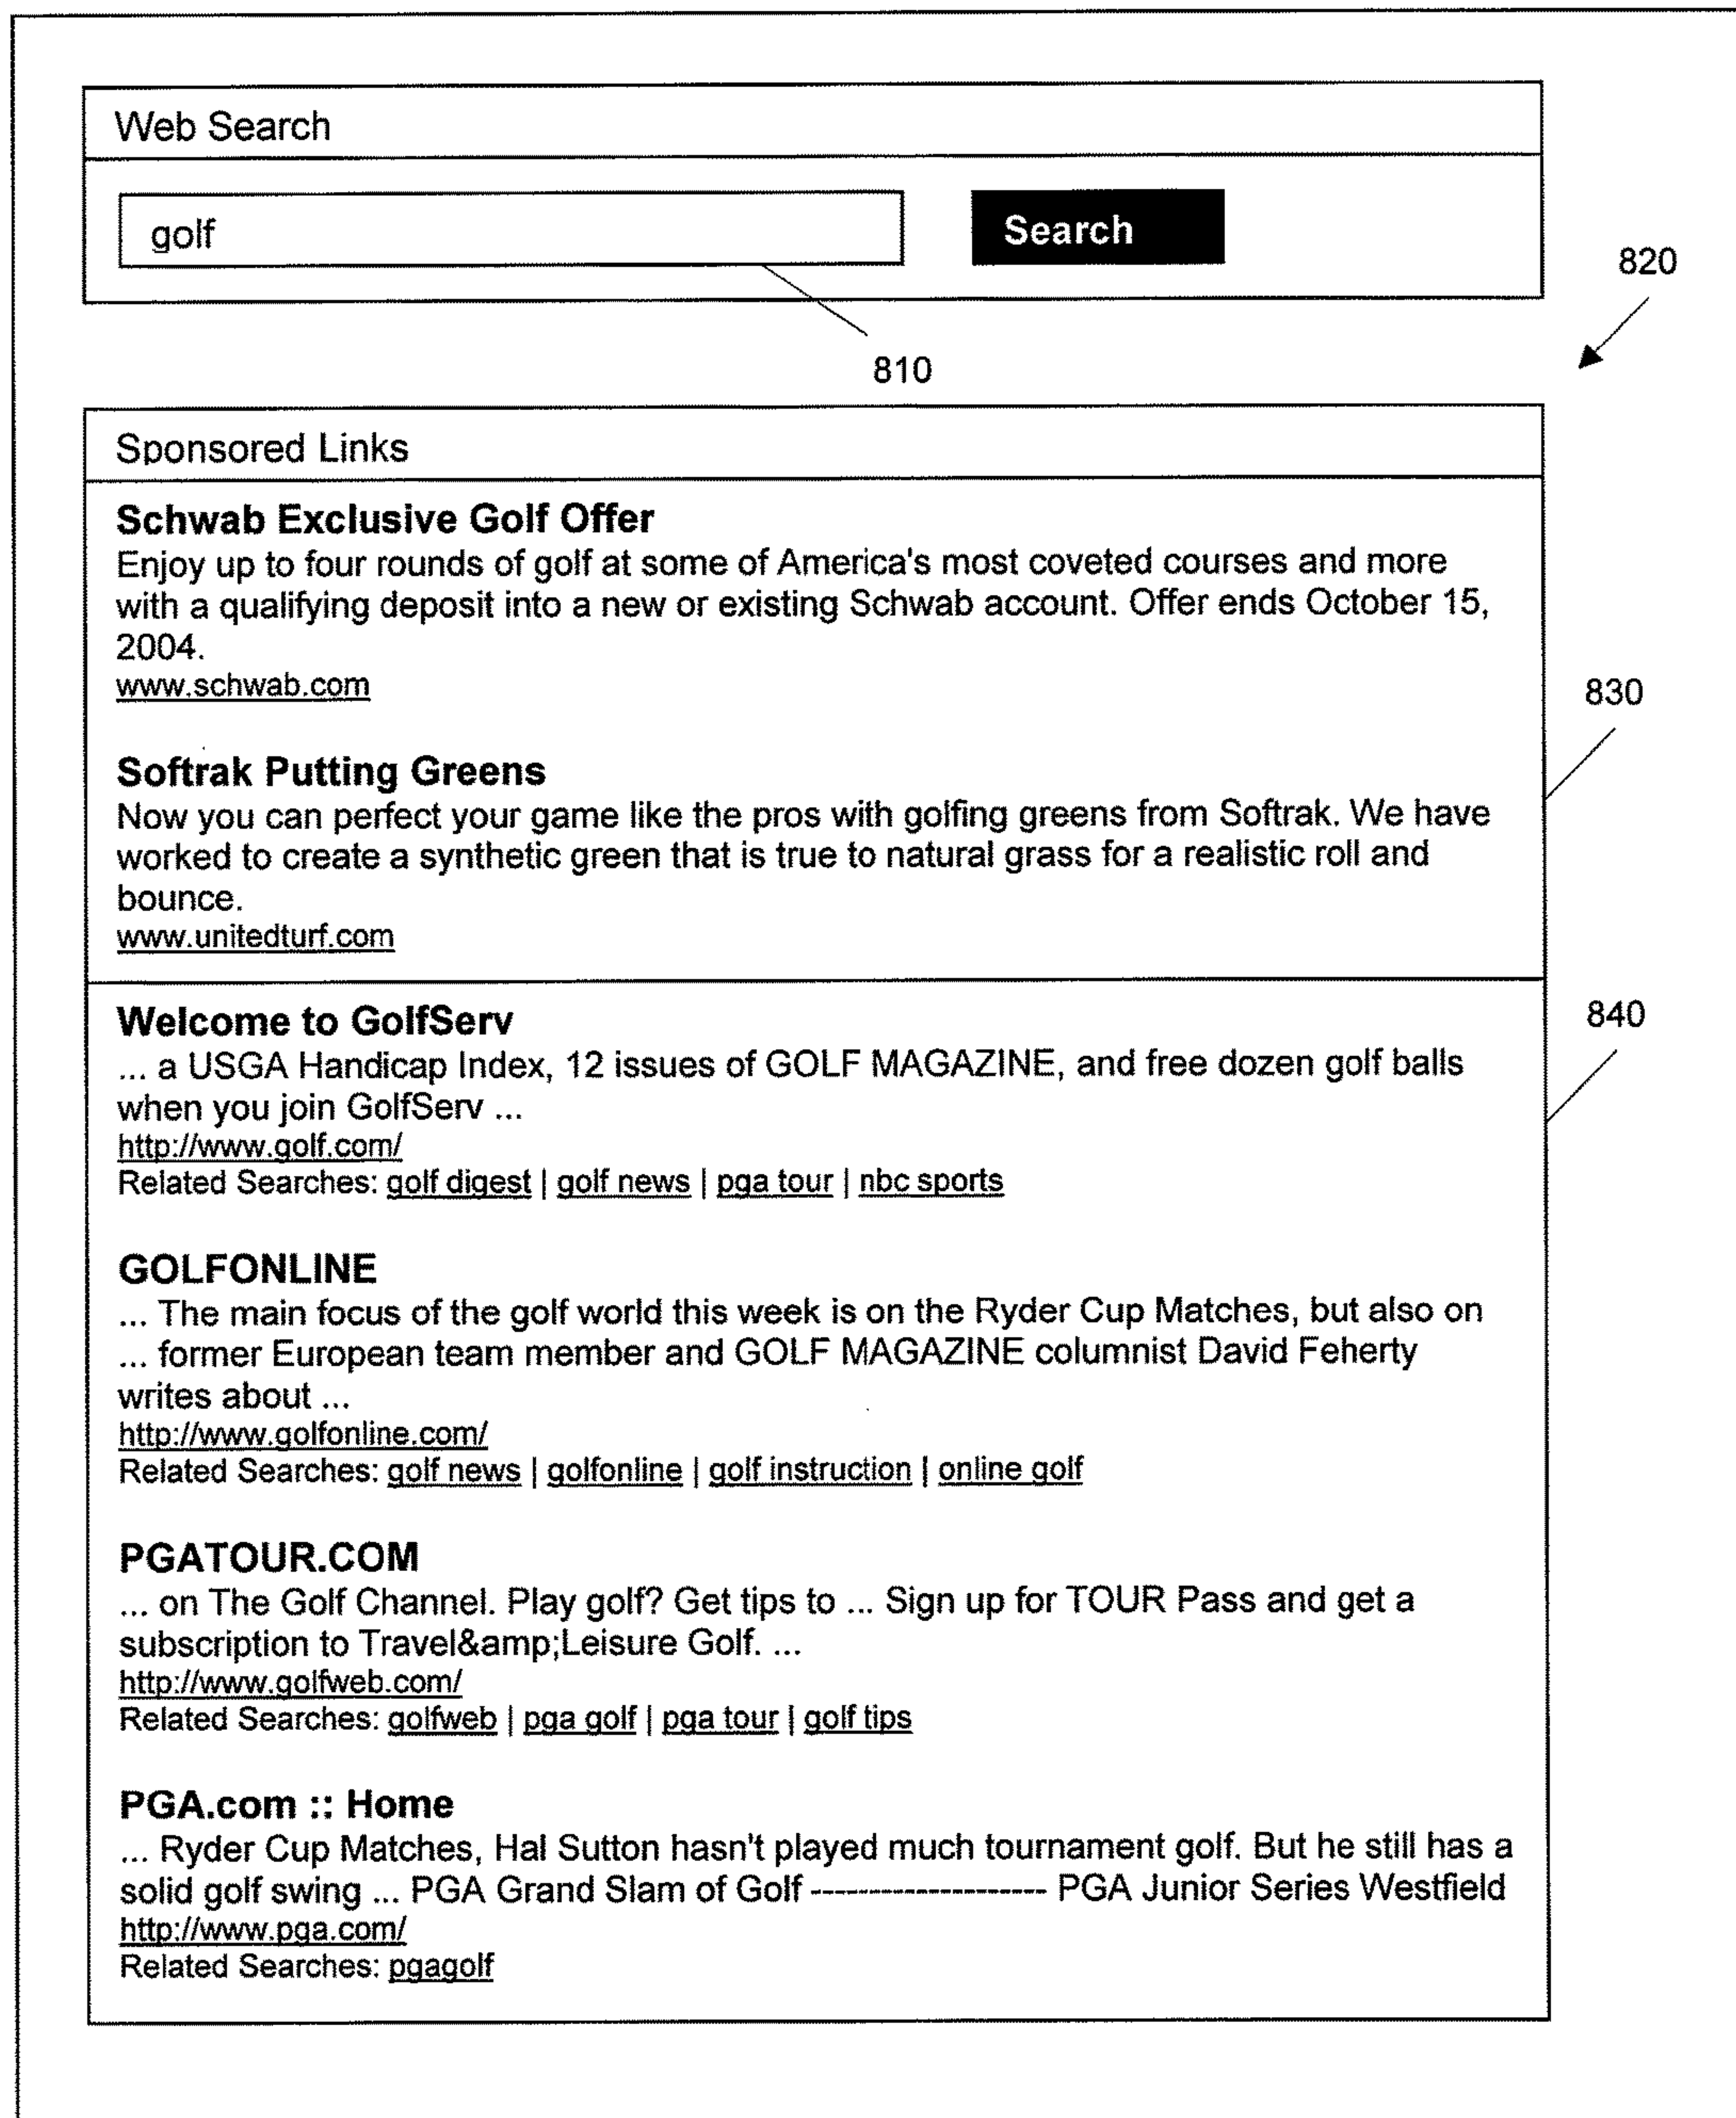 Web Search
golf
Search
820
810
Sponsored Links
Schwab Exclusive Golf Offer
Enjoy up to four rounds of golf at some of America's most coveted courses and more
with a qualifying deposit into a new or existing Schwab account. Offer ends October 15,
2004.
www.schwab.com
830
Softrak Putting Greens
Now you can perfect your game like the pros with golfing greens from Softrak. We have
worked to create a synthetic green that is true to natural grass for a realistic roll and
bounce.
www.unitedturf.com
Welcome to GolfServ
840
... a USGA Handicap Index, 12 issues of GOLF MAGAZINE, and free dozen golf balls
when you join GolfServ ...
http://www.golf.com/
Related Searches: golf digest | golf news | pga tour | nbc sports
GOLFONLINE
... The main focus of the golf world this week is on the Ryder Cup Matches, but also on
... former European team member and GOLF MAGAZINE columnist David Feherty
writes about ...
http://www.golfonline.com/
Related Searches: golf news | golfonline | golf instruction | online golf
PGATOUR.COM
... on The Golf Channel. Play golf? Get tips to ... Sign up for TOUR Pass and get a
subscription to Travel&amp;Leisure Golf. ...
http://www.golfweb.com/
Related Searches: golfweb | pga golf | pga tour | golf tips
PGA.com :: Home
... Ryder Cup Matches, Hal Sutton hasn't played much tournament golf. But he still has a
solid golf swing ... PGA Grand Slam of Golf -------------------- PGA Junior Series Westfield
http://www.pga.com/
Related Searches: pgagolf